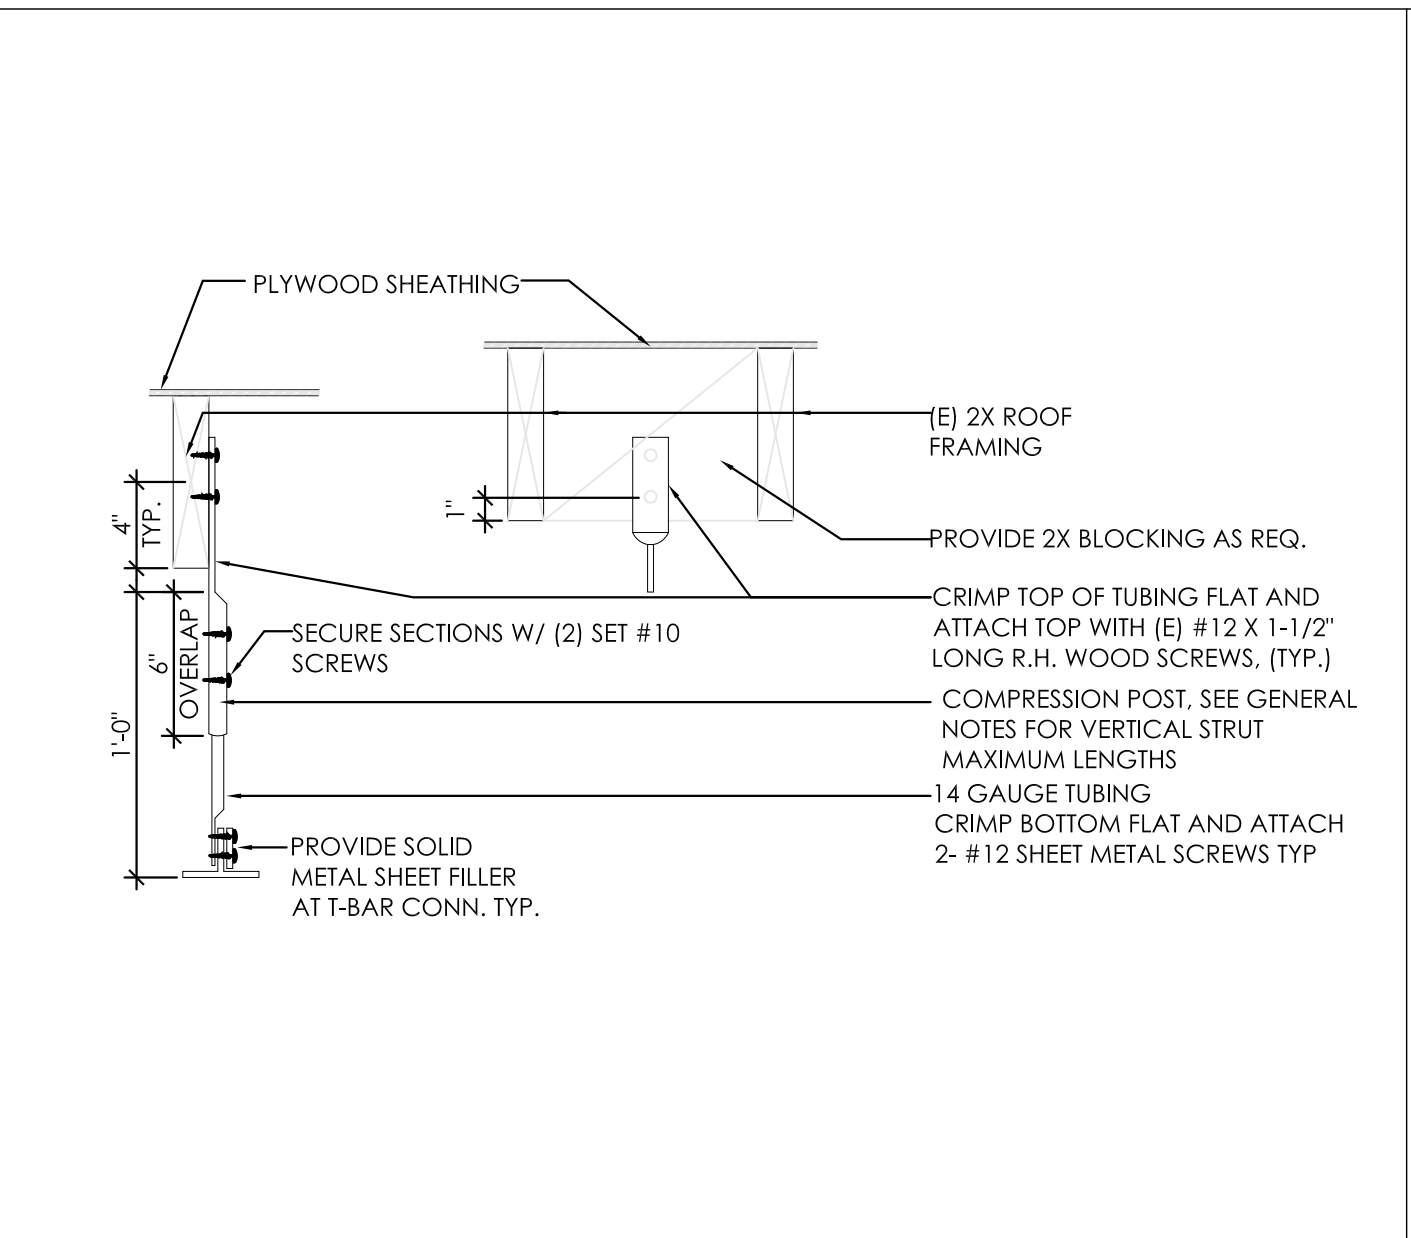 PLYWOOD SHEATHING
(E) 2X ROOF
FRAMING
4"
TYP.
1"
PROVIDE 2X BLOCKING AS REQ.
CRIMP TOP OF TUBING FLAT AND
ATTACH TOP WITH (E) #12 X 1-1/2"
LONG R.H. WOOD SCREWS, (TYP.)
6"
OVERLAP
SECURE SECTIONS W/ (2) SET #10
SCREWS
1'-0"
COMPRESSION POST, SEE GENERAL
NOTES FOR VERTICAL STRUT
MAXIMUM LENGTHS
14 GAUGE TUBING
CRIMP BOTTOM FLAT AND ATTACH
2- #12 SHEET METAL SCREWS TYP
PROVIDE SOLID
METAL SHEET FILLER
AT T-BAR CONN. TYP.